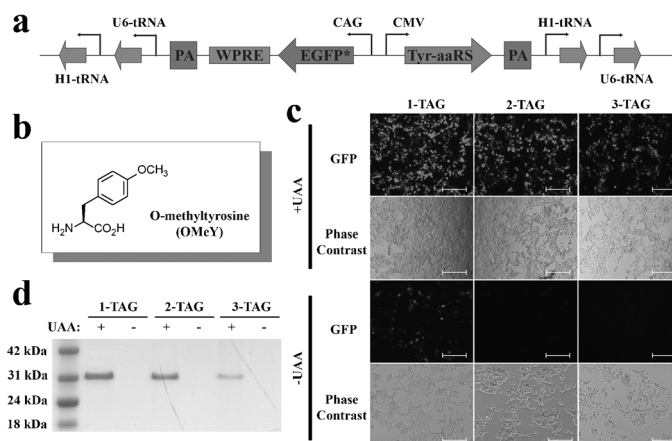 a
U6-tRNA
H1-tRNA
PA
WPRE
EGFP*
CAG
CMV
Tyr-aaRS
PA
H1-tRNA
U6-tRNA
b
OCH3
H2N
CO2H
O-methyltyrosine
(OMeY)
c
1-TAG 2-TAG 3-TAG
+UAA
GFP
Phase
Contrast
-UAA
GFP
Phase
Contrast
d
1-TAG 2-TAG 3-TAG
UAA: + - + - + -
42 kDa
31 kDa
24 kDa
18 kDa